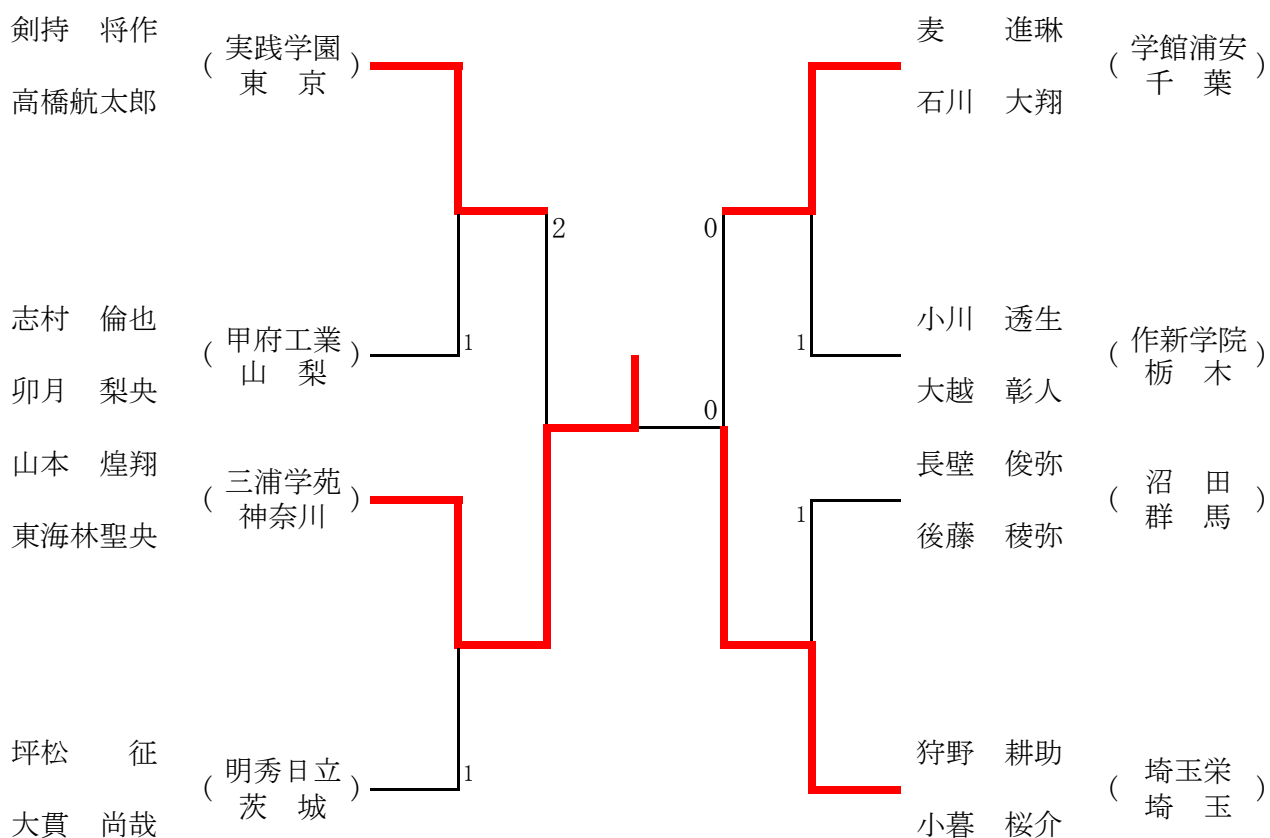 剣持　将作
高橋航太郎
( 実践学園 )
東　京
志村　倫也
卯月　梨央
( 甲府工業 )
山　梨
山本　煌翔
東海林聖央
( 三浦学苑 )
神奈川
坪松　　征
大貫　尚哉
( 明秀日立 )
茨　城
2
1
1
0
0
1
1
麦　　進琳
石川　大翔
( 学館浦安 )
千　葉
小川　透生
大越　彰人
( 作新学院 )
栃　木
長壁　俊弥
後藤　稜弥
( 沼　田 )
群　馬
狩野　耕助
小暮　桜介
( 埼玉栄 )
埼　玉